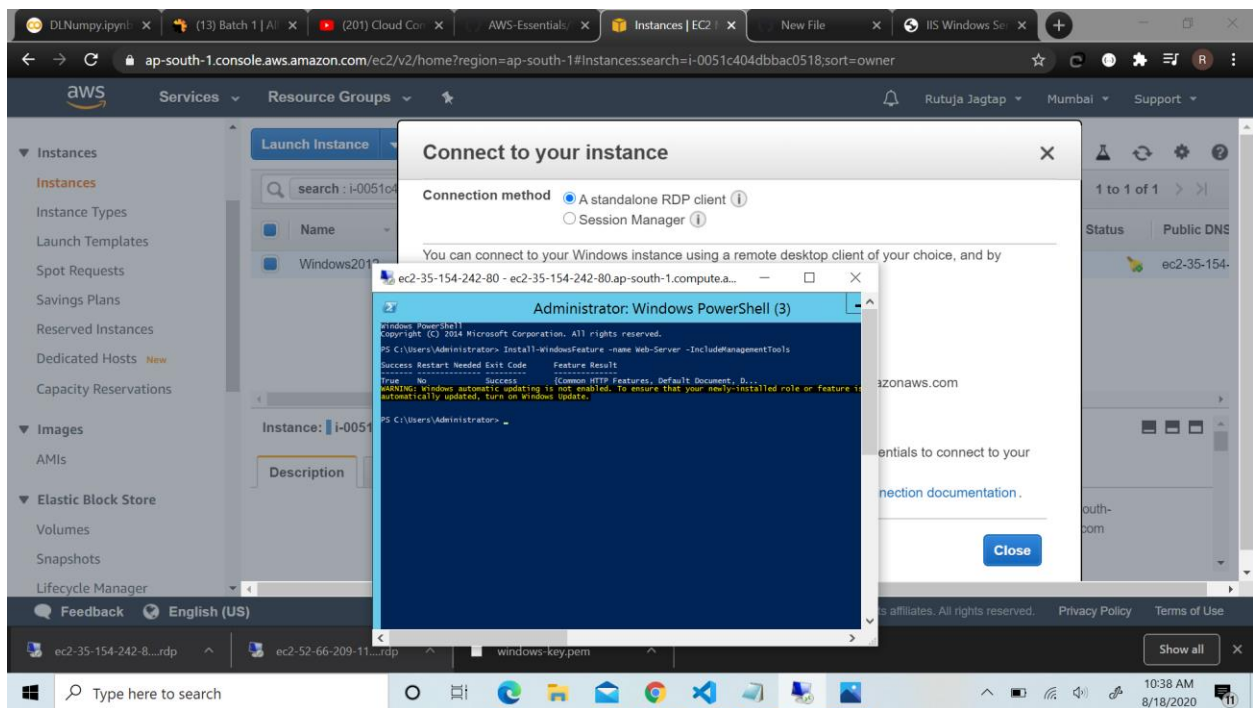 DLNumpy.ipynb
(13) Batch 1 | Al
(201) Cloud Con
AWS-Essentials/
Instances | EC2
New File
IIS Windows Se
ap-south-1.console.aws.amazon.com/ec2/v2/home?region=ap-south-1#Instances:search=i-0051c404dbbac0518;sort=owner
R
aws
Services
Resource Groups
Rutuja Jagtap
Mumbai
Support
Instances
Instances
Instance Types
Launch Templates
Spot Requests
Savings Plans
Reserved Instances
Dedicated Hosts New
Capacity Reservations
Images
AMIs
Elastic Block Store
Volumes
Snapshots
Lifecycle Manager
Launch Instance
search : i-0051c4
1 to 1 of 1
Name
Status
Public DNS
Windows201
ec2-35-154-
Instance: i-0051
Description
Connect to your instance
Connection method
A standalone RDP client
Session Manager
You can connect to your Windows instance using a remote desktop client of your choice, and by
azonaws.com
entials to connect to your
nection documentation.
outh-
com
Close
ec2-35-154-242-80 - ec2-35-154-242-80.ap-south-1.compute.a...
Administrator: Windows PowerShell (3)
Windows PowerShell
Copyright (C) 2014 Microsoft Corporation. All rights reserved.
PS C:\Users\Administrator> Install-WindowsFeature -name Web-Server -IncludeManagementTools
Success Restart Needed Exit Code Feature Result
True No Success {Common HTTP Features, Default Document, D...
WARNING: Windows automatic updating is not enabled. To ensure that your newly-installed role or feature is
automatically updated, turn on Windows Update.
PS C:\Users\Administrator> _
Feedback
English (US)
ts affiliates. All rights reserved.
Privacy Policy
Terms of Use
ec2-35-154-242-8....rdp
ec2-52-66-209-11....rdp
windows-key.pem
Show all
Type here to search
10:38 AM
8/18/2020
11